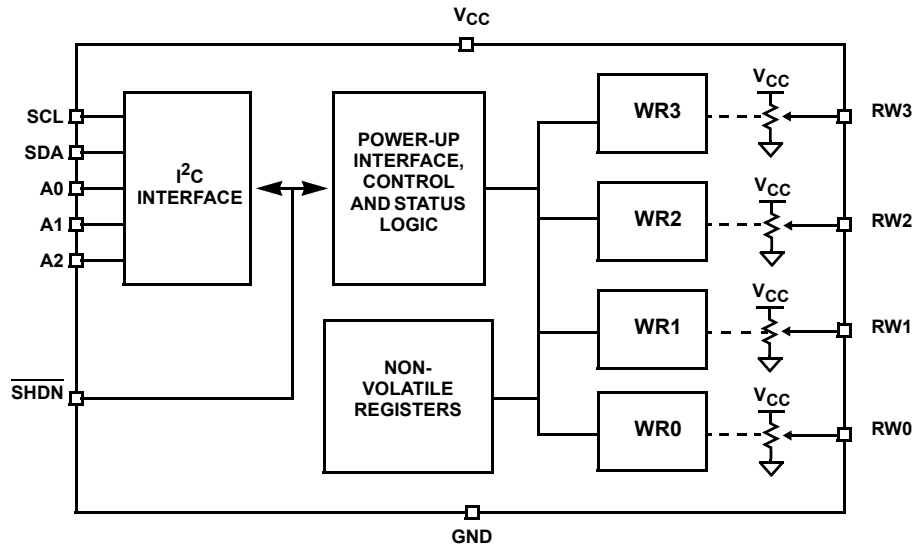 VCC
SCL
SDA
A0
A1
A2
SHDN
I2C
INTERFACE
POWER-UP
INTERFACE,
CONTROL
AND STATUS
LOGIC
NON-
VOLATILE
REGISTERS
WR3
VCC
RW3
WR2
VCC
RW2
WR1
VCC
RW1
WR0
VCC
RW0
GND